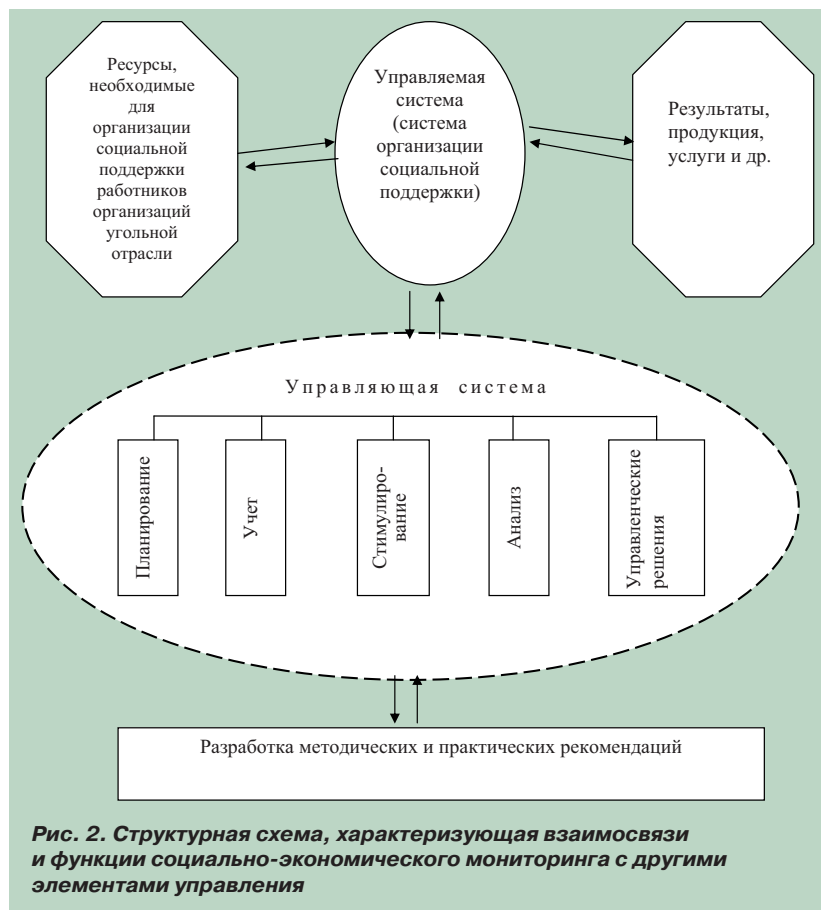 Ресурсы,
необходимые
для
организации
социальной
поддержки
работников
организаций
угольной
отрасли
Управляемая
система
(система
организации
социальной
поддержки)
Результаты,
продукция,
услуги и др.
Управляющая система
Планирование
Учет
Стимулиро-
вание
Анализ
Управленческие
решения
Разработка методических и практических рекомендаций
Рис. 2. Структурная схема, характеризующая взаимосвязи
и функции социально-экономического мониторинга с другими
элементами управления